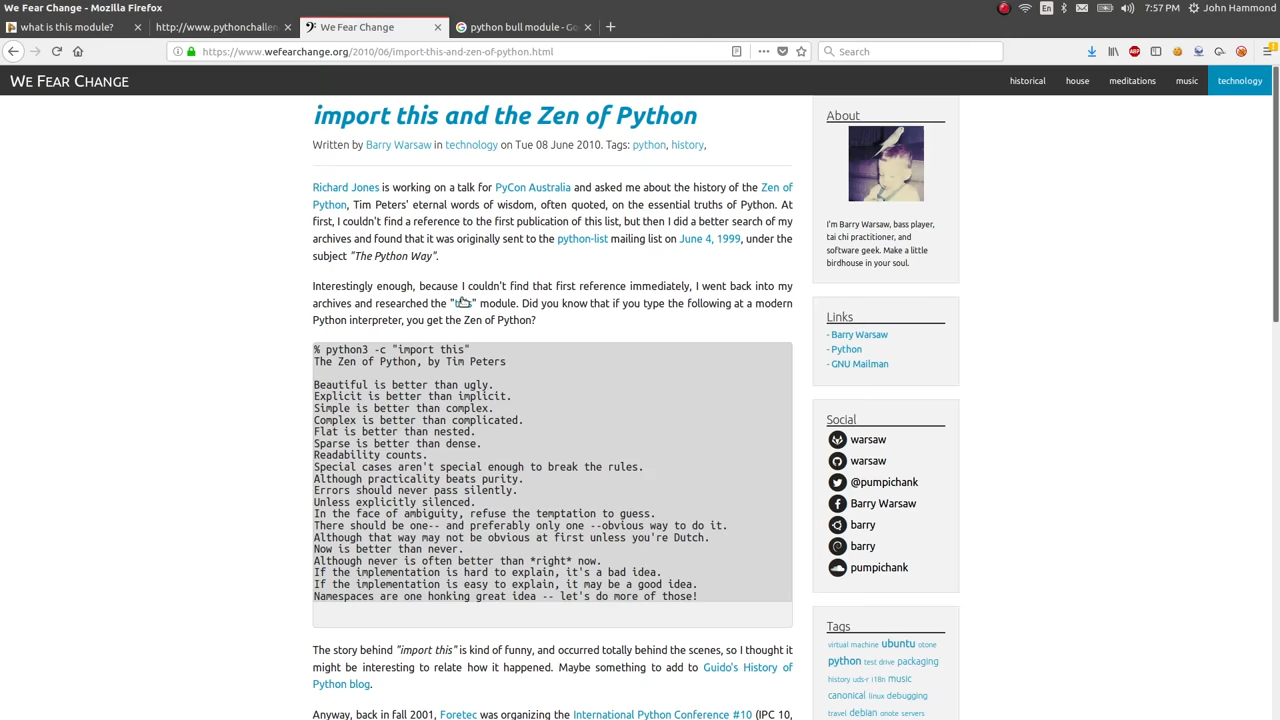 We Fear Change - Mozilla Firefox
En
7:57 PM
John Hammond
what is this module?
http://www.pythonchallen
We Fear Change
python bull module - Go
https://www.wefearchange.org/2010/06/import-this-and-zen-of-python.html
Search
WE FEAR CHANGE
historical
house
meditations
music
technology
import this and the Zen of Python
Written by Barry Warsaw in technology on Tue 08 June 2010. Tags: python, history,
Richard Jones is working on a talk for PyCon Australia and asked me about the history of the Zen of
Python, Tim Peters' eternal words of wisdom, often quoted, on the essential truths of Python. At
first, I couldn't find a reference to the first publication of this list, but then I did a better search of my
archives and found that it was originally sent to the python-list mailing list on June 4, 1999, under the
subject "The Python Way".
Interestingly enough, because I couldn't find that first reference immediately, I went back into my
archives and researched the " " module. Did you know that if you type the following at a modern
Python interpreter, you get the Zen of Python?
% python3 -c "import this"
The Zen of Python, by Tim Peters
Beautiful is better than ugly.
Explicit is better than implicit.
Simple is better than complex.
Complex is better than complicated.
Flat is better than nested.
Sparse is better than dense.
Readability counts.
Special cases aren't special enough to break the rules.
Although practicality beats purity.
Errors should never pass silently.
Unless explicitly silenced.
In the face of ambiguity, refuse the temptation to guess.
There should be one-- and preferably only one --obvious way to do it.
Although that way may not be obvious at first unless you're Dutch.
Now is better than never.
Although never is often better than *right* now.
If the implementation is hard to explain, it's a bad idea.
If the implementation is easy to explain, it may be a good idea.
Namespaces are one honking great idea -- let's do more of those!
The story behind "import this" is kind of funny, and occurred totally behind the scenes, so I thought it
might be interesting to relate how it happened. Maybe something to add to Guido's History of
Python blog.
Anyway, back in fall 2001, Foretec was organizing the International Python Conference #10 (IPC 10,
About
I'm Barry Warsaw, bass player,
tai chi practitioner, and
software geek. Make a little
birdhouse in your soul.
Links
- Barry Warsaw
- Python
- GNU Mailman
Social
warsaw
warsaw
@pumpichank
Barry Warsaw
barry
barry
pumpichank
Tags
virtual machine ubuntu otone
python test drive packaging
history uds-r i18n music
canonical linux debugging
travel debian onote servers